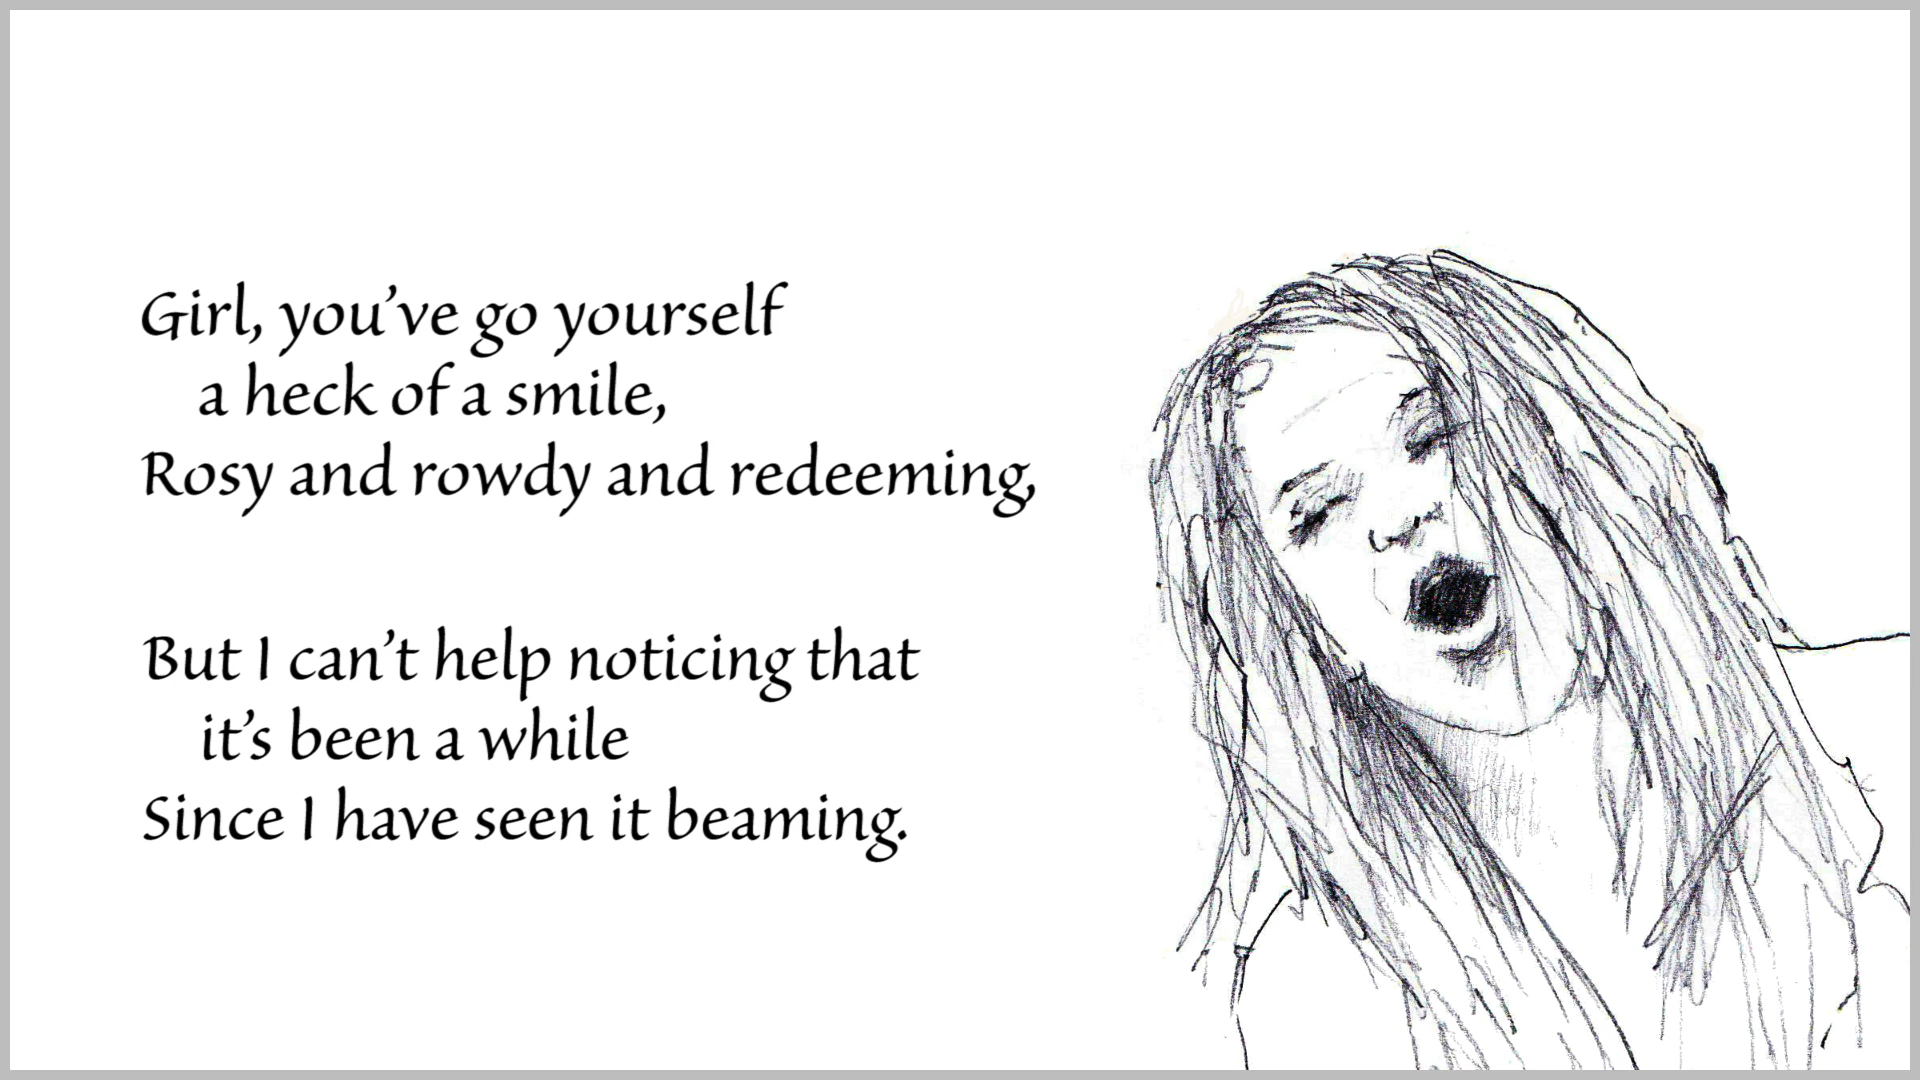 Girl, you’ve go yourself
a heck of a smile,
Rosy and rowdy and redeeming,
But I can’t help noticing that
it’s been a while
Since I have seen it beaming.